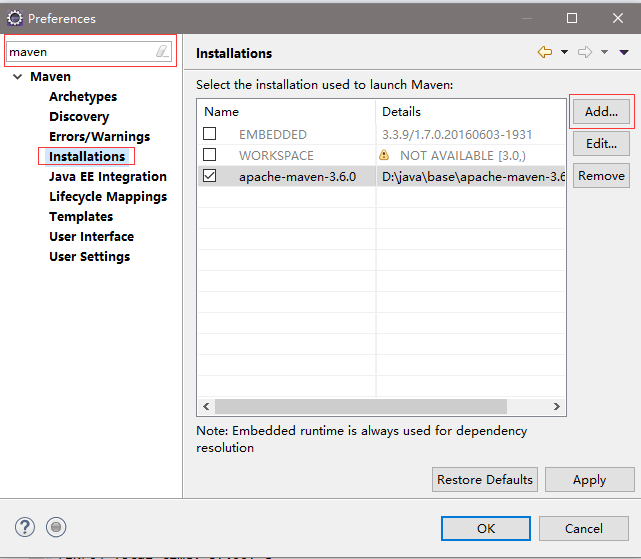 Preferences
maven
Installations
Maven
Archetypes
Discovery
Errors/Warnings
Installations
Java EE Integration
Lifecycle Mappings
Templates
User Interface
User Settings
Select the installation used to launch Maven:
Name Details
EMBEDDED 3.3.9/1.7.0.20160603-1931
WORKSPACE NOT AVAILABLE [3.0,)
apache-maven-3.6.0 D:\java\base\apache-maven-3.6
Add...
Edit...
Remove
Note: Embedded runtime is always used for dependency
resolution
Restore Defaults Apply
OK Cancel